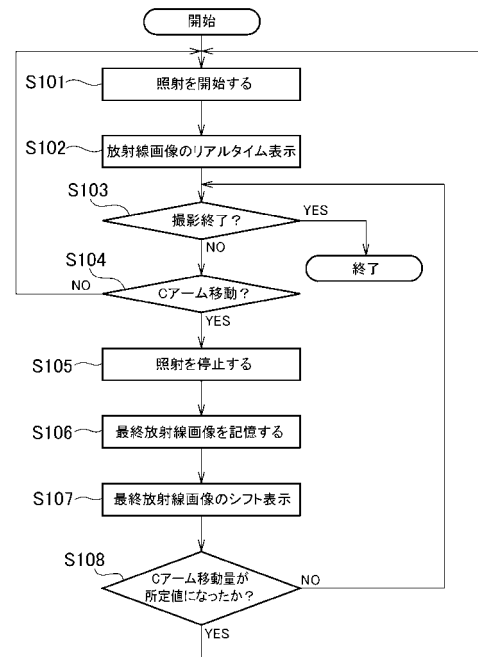 開始
S101
照射を開始する
S102
放射線画像のリアルタイム表示
S103
撮影終了?
YES
NO
終了
S104
Cアーム移動?
NO
YES
S105
照射を停止する
S106
最終放射線画像を記憶する
S107
最終放射線画像のシフト表示
S108
Cアーム移動量が
所定値になったか?
NO
YES